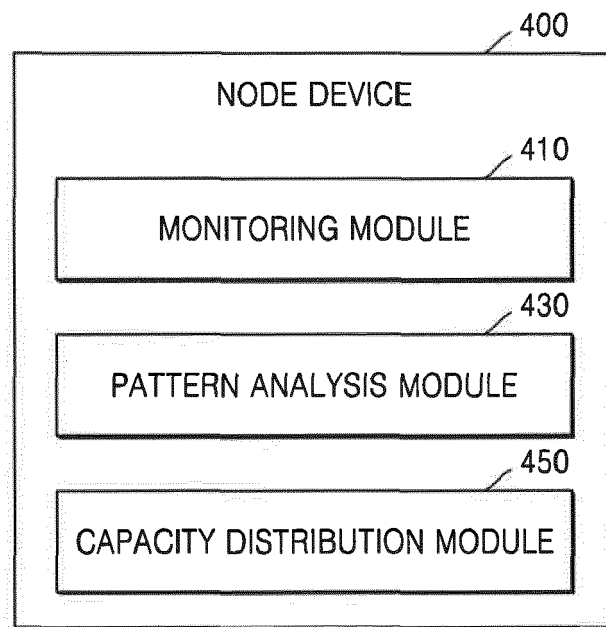 400
NODE DEVICE
410
MONITORING MODULE
430
PATTERN ANALYSIS MODULE
450
CAPACITY DISTRIBUTION MODULE